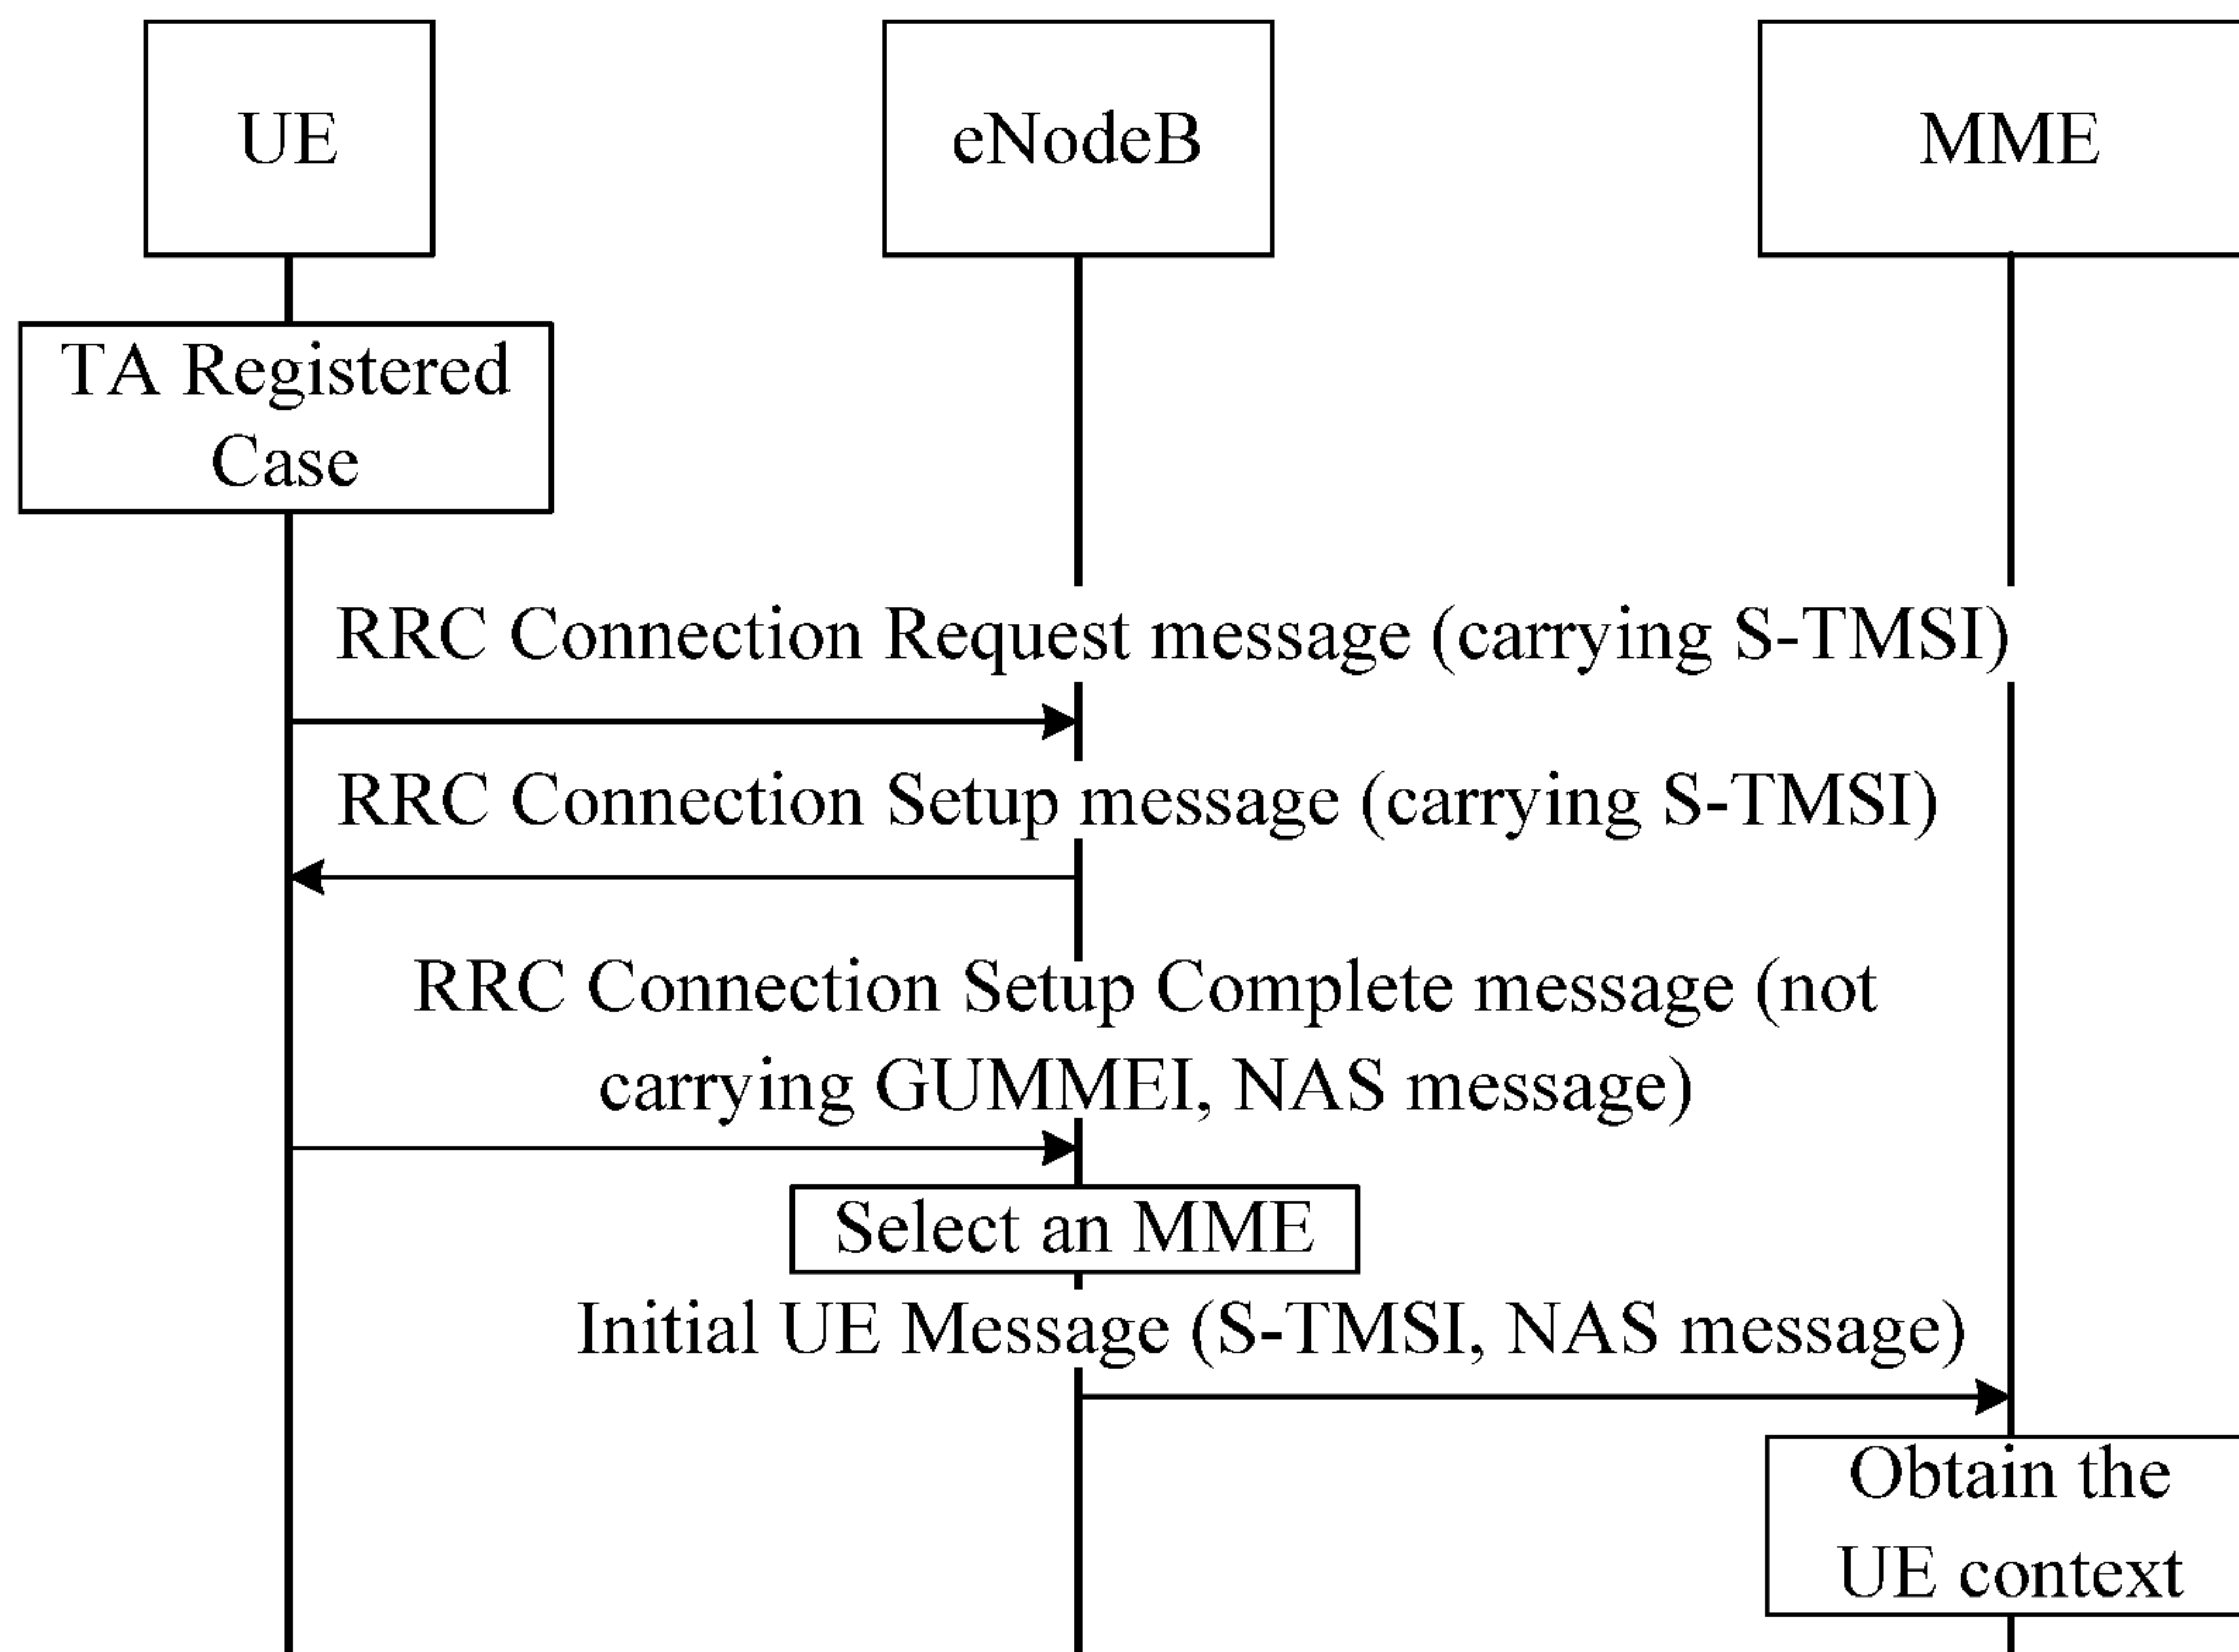 UE
eNodeB
MME
TA Registered
Case
RRC Connection Request message (carrying S-TMSI)
RRC Connection Setup message (carrying S-TMSI)
RRC Connection Setup Complete message (not
carrying GUMMEI, NAS message)
Select an MME
Initial UE Message (S-TMSI, NAS message)
Obtain the
UE context